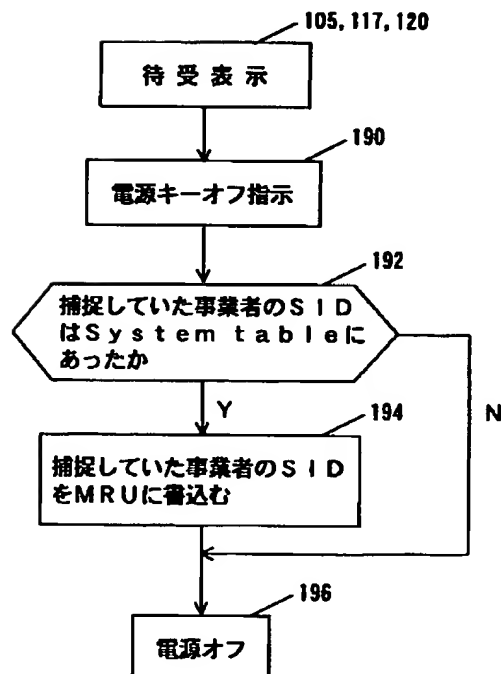 105, 117, 120
待 受 表 示
190
電源キーオフ指示
192
捕捉していた事業者のSID
はSystem tableに
あったか
Y
N
194
捕捉していた事業者のSID
をMRUに書込む
196
電源オフ